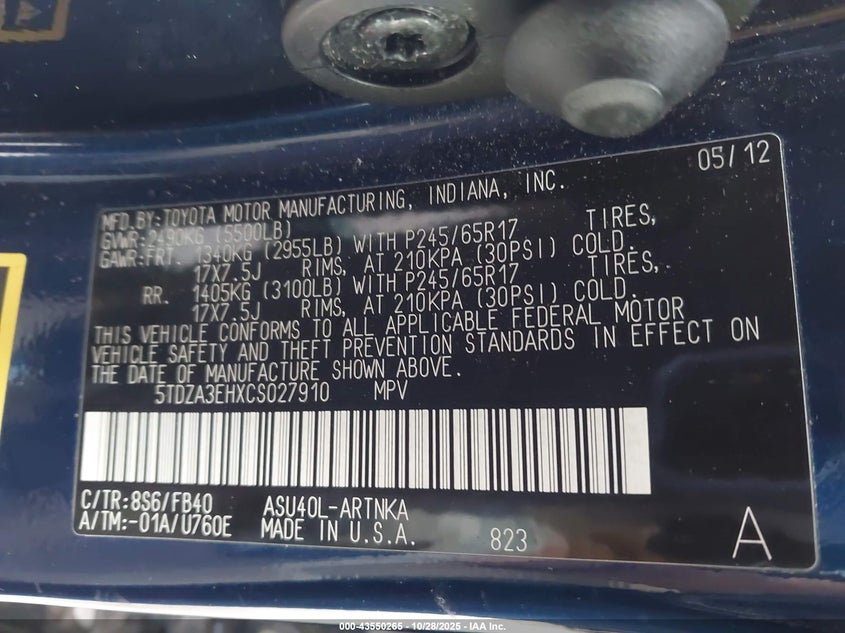 05/12
MFD.BY:TOYOTA MOTOR MANUFACTURING, INDIANA, INC.
GVWR:2490KG (5500LB)
GAWR:FRT. 1340KG (2955LB) WITH P245/65R17 TIRES,
17X7.5J RIMS, AT 210KPA (30PSI) COLD.
RR. 1405KG (3100LB) WITH P245/65R17 TIRES,
17X7.5J RIMS, AT 210KPA (30PSI) COLD.
THIS VEHICLE CONFORMS TO ALL APPLICABLE FEDERAL MOTOR
VEHICLE SAFETY AND THEFT PREVENTION STANDARDS IN EFFECT ON
THE DATE OF MANUFACTURE SHOWN ABOVE.
5TDZA3EHXCS027910 MPV
C/TR:8S6/FB40 ASU40L-ARTNKA
A/TM:-01A/U760E MADE IN U.S.A. 823 A
000-43550265 - 10/28/2025 - IAA Inc.